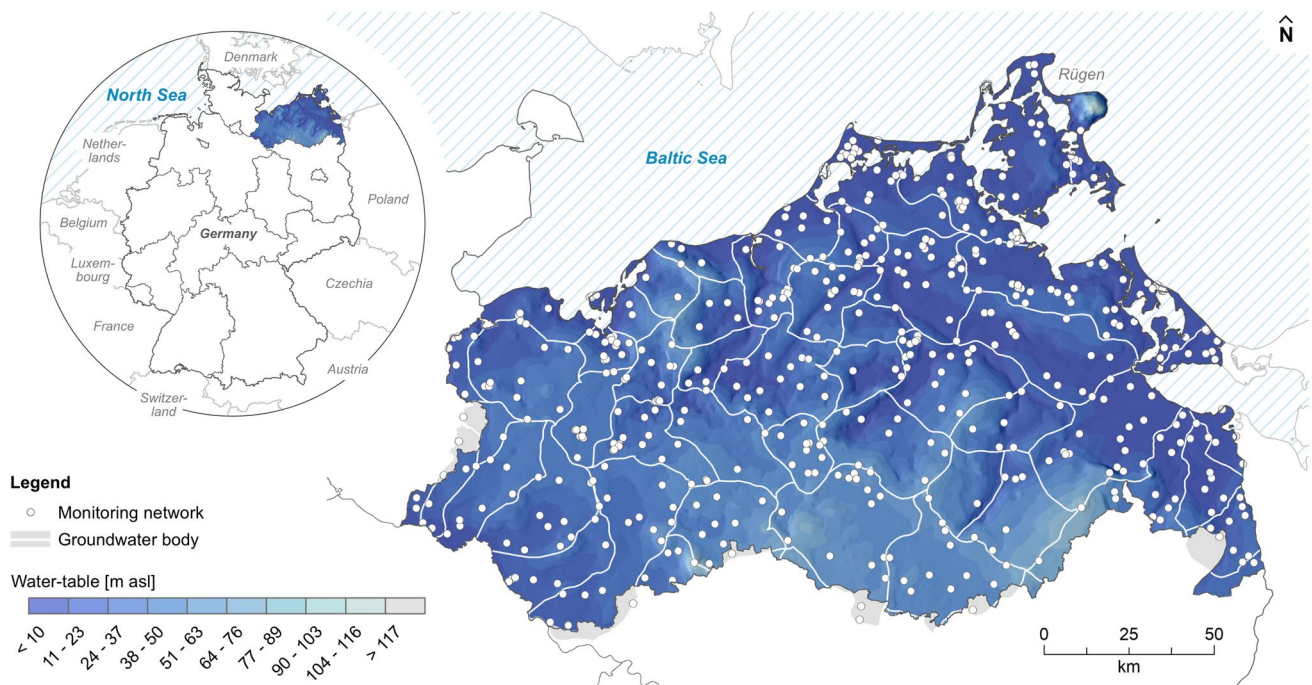 Denmark
North Sea
Nether-
lands
Belgium
Poland
Germany
Luxem-
bourg
Czechia
France
Austria
Switzer-
land
N
Rügen
Baltic Sea
Legend
Monitoring network
Groundwater body
Water-table [m asl]
< 10
11 - 23
24 - 37
38 - 50
51 - 63
64 - 76
77 - 89
90 - 103
104 - 116
> 117
0 25 50
km